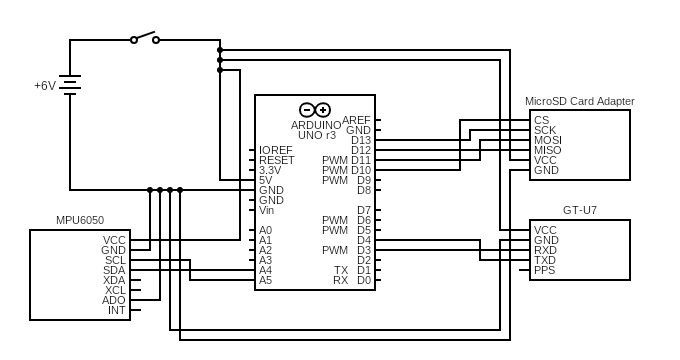 +6V
ARDUINO
UNO r3
IOREF
RESET
3.3V
5V
GND
GND
Vin
A0
A1
A2
A3
A4
A5
AREF
GND
D13
D12
PWM D11
PWM D10
PWM D9
D8
D7
PWM D6
PWM D5
D4
PWM D3
D2
TX D1
RX D0
MicroSD Card Adapter
CS
SCK
MOSI
MISO
VCC
GND
GT-U7
VCC
GND
RXD
TXD
PPS
MPU6050
VCC
GND
SCL
SDA
XDA
XCL
ADO
INT